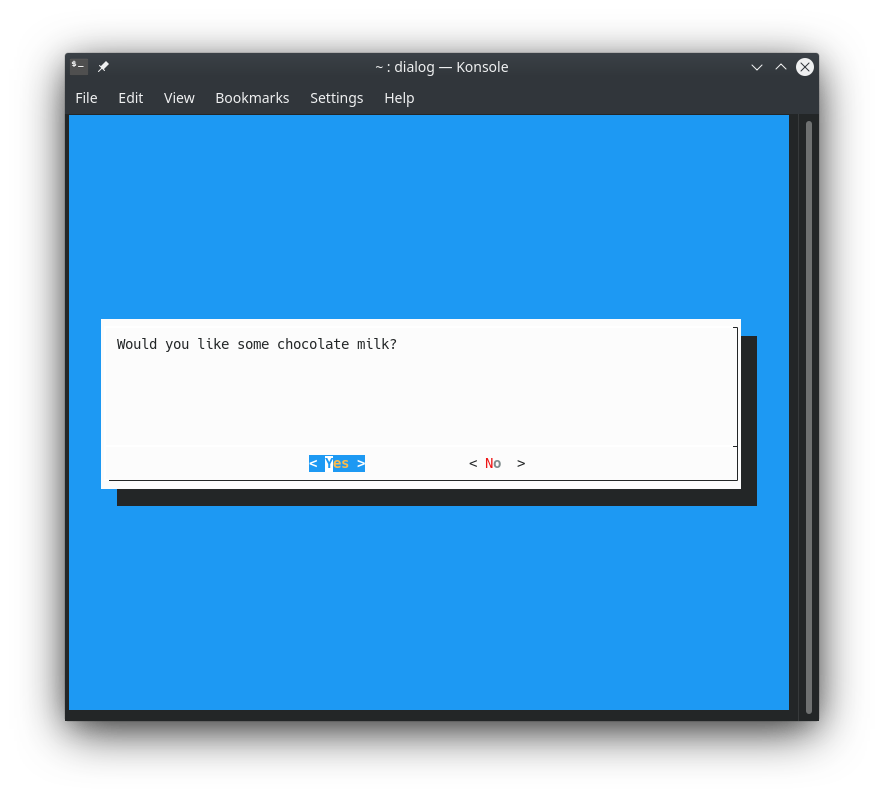 ~ : dialog — Konsole
File Edit View Bookmarks Settings Help
Would you like some chocolate milk?
< Yes > < No >